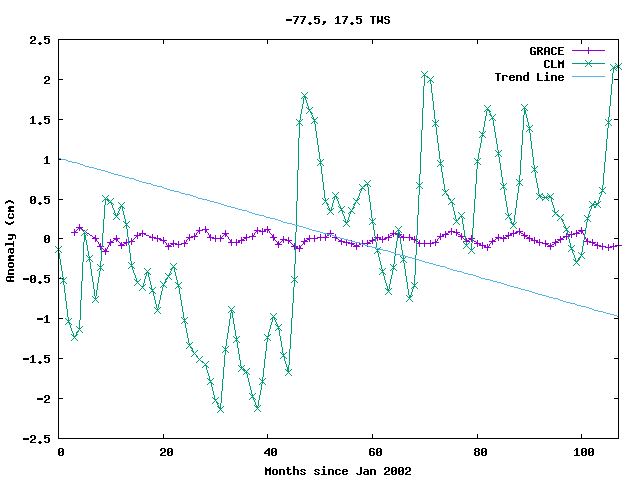 -77.5, 17.5 TWS
GRACE
CLM
Trend Line
2.5
2
1.5
1
0.5
0
-0.5
-1
-1.5
-2
-2.5
Anomaly (cm)
0 20 40 60 80 100
Months since Jan 2002